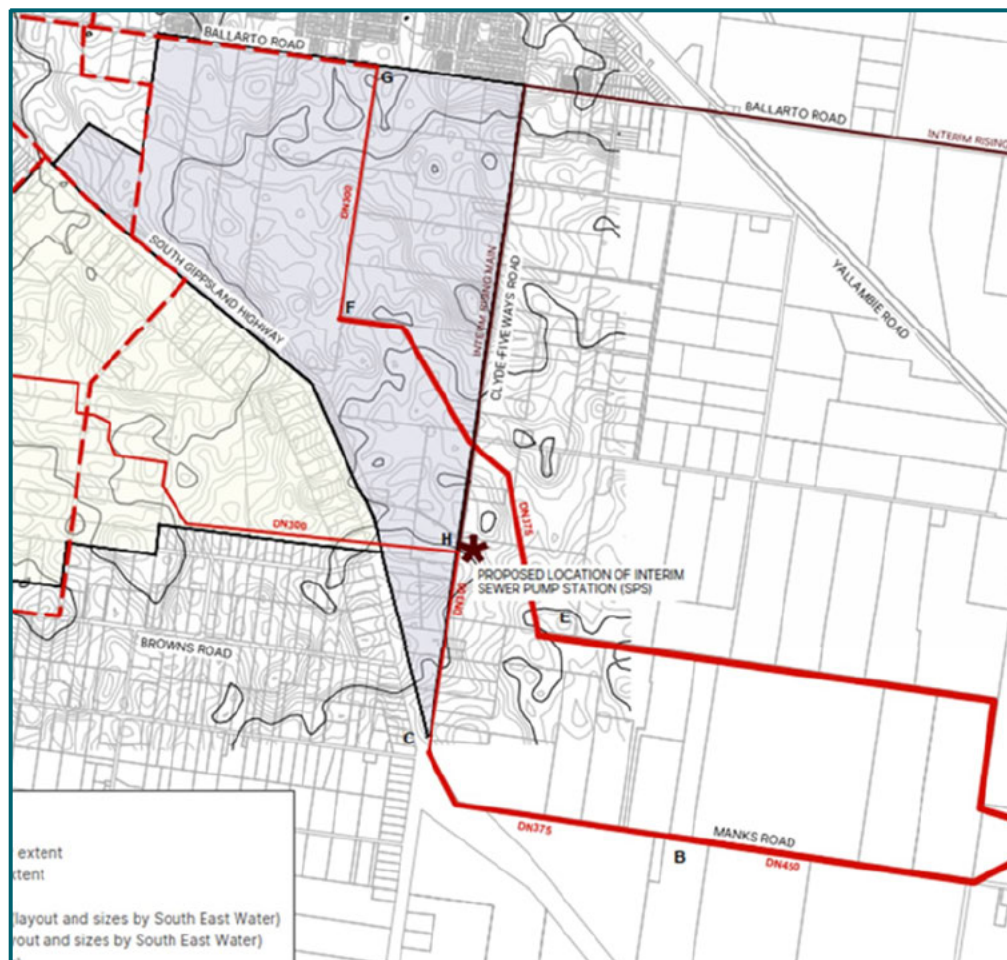 BALLARTO ROAD
G
BALLARTO ROAD
INTERIM RISING
DN300
SOUTH GIPPSLAND HIGHWAY
INTERIM RISING MAIN
CLYDE-FIVEWAYS ROAD
YALLAMBIE ROAD
F
DN300
H
DN375
PROPOSED LOCATION OF INTERIM
SEWER PUMP STATION (SPS)
DN300
E
BROWNS ROAD
C
DN375
MANKS ROAD
B
DN450
extent
xtent
(layout and sizes by South East Water)
yout and sizes by South East Water)